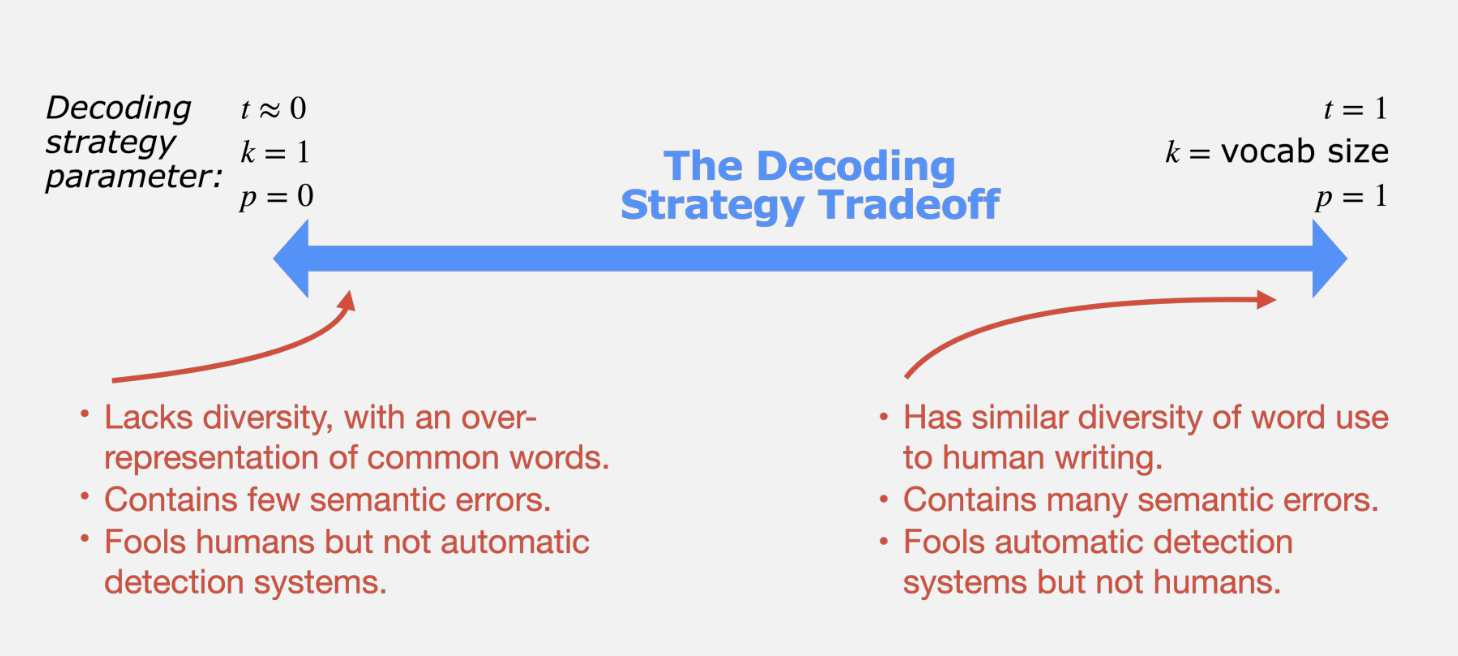 Decoding
strategy
parameter:
t ≈ 0
k = 1
p = 0
The Decoding
Strategy Tradeoff
t = 1
k = vocab size
p = 1
• Lacks diversity, with an over-
representation of common words.
• Contains few semantic errors.
• Fools humans but not automatic
detection systems.
• Has similar diversity of word use
to human writing.
• Contains many semantic errors.
• Fools automatic detection
systems but not humans.